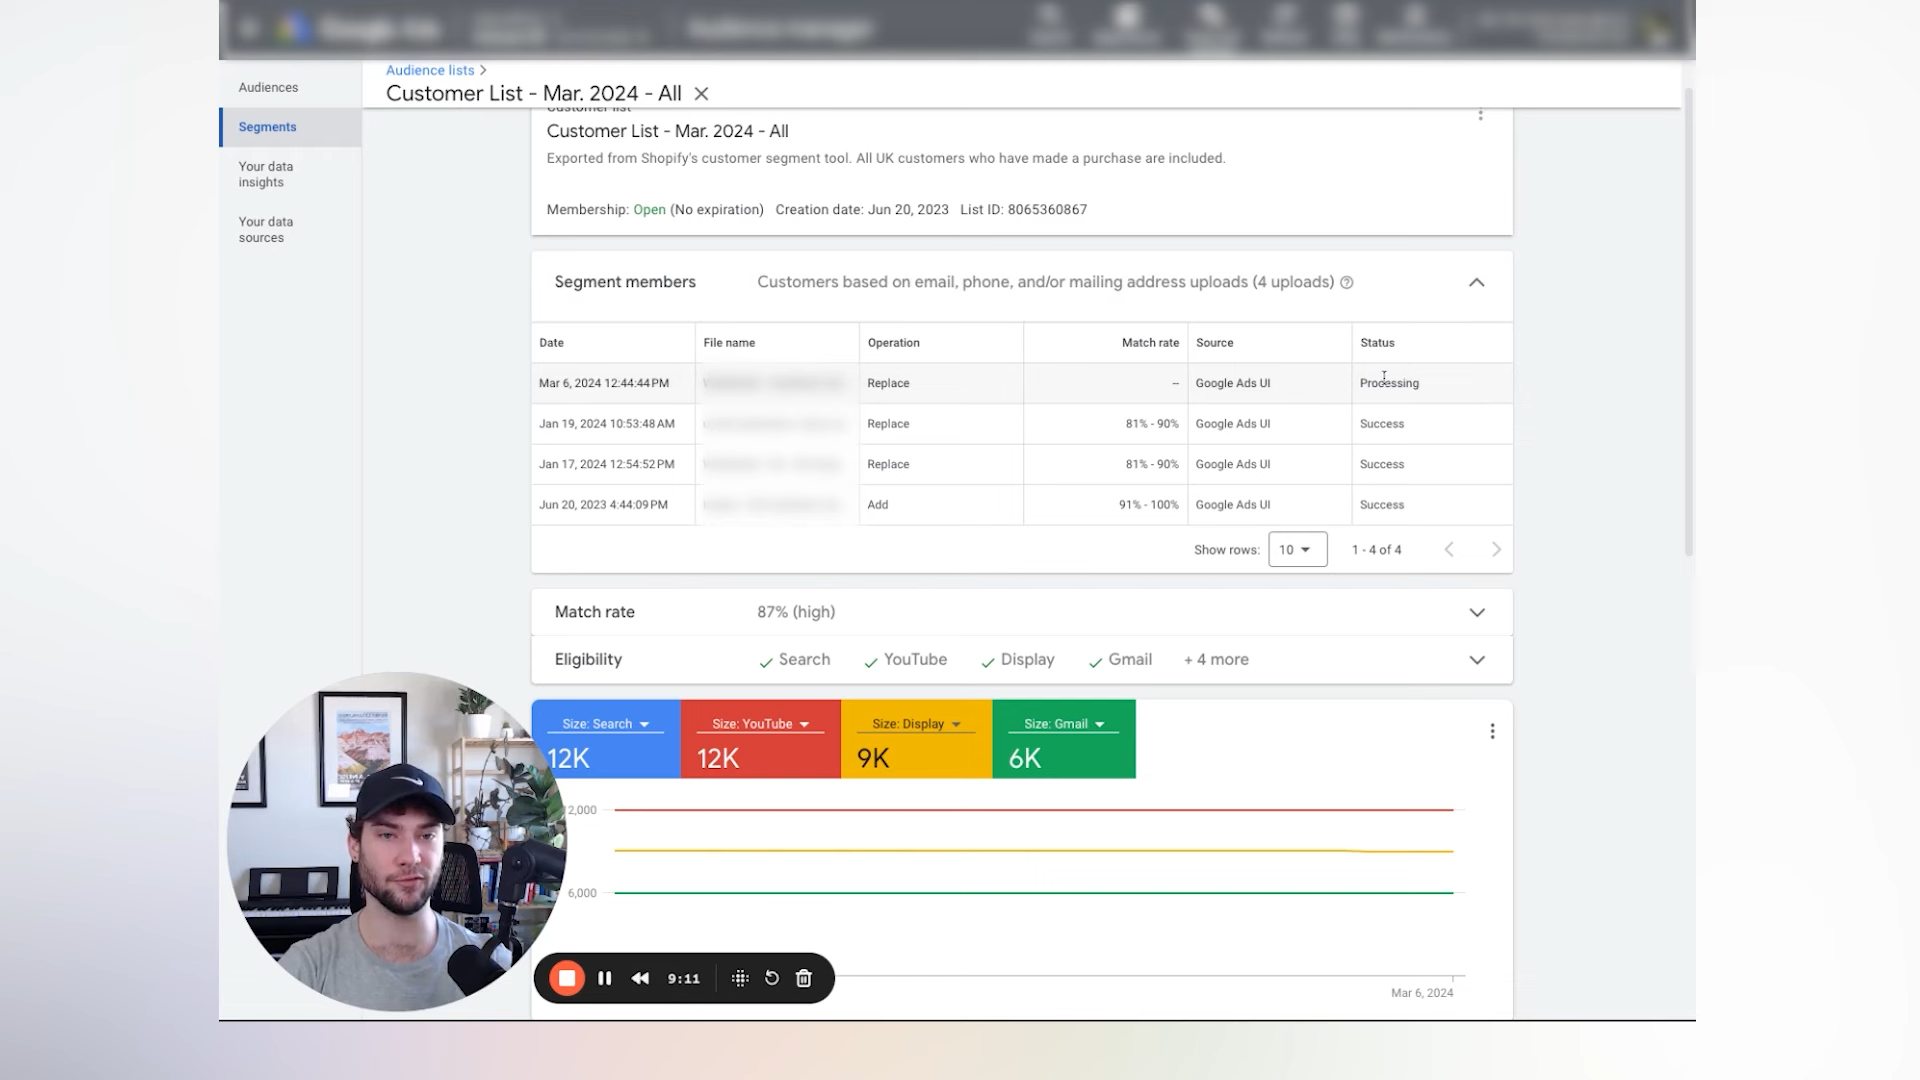 Audiences
Segments
Your data
insights
Your data
sources
Audience lists
Customer List - Mar. 2024 - All
Customer list
Customer List - Mar. 2024 - All
Exported from Shopify's customer segment tool. All UK customers who have made a purchase are included.
Membership: Open (No expiration) Creation date: Jun 20, 2023 List ID: 8065360867
Segment members Customers based on email, phone, and/or mailing address uploads (4 uploads)
Date File name Operation Match rate Source Status
Mar 6, 2024 12:44:44 PM Replace – Google Ads UI Processing
Jan 19, 2024 10:53:48 AM Replace 81% - 90% Google Ads UI Success
Jan 17, 2024 12:54:52 PM Replace 81% - 90% Google Ads UI Success
Jun 20, 2023 4:44:09 PM Add 91% - 100% Google Ads UI Success
Show rows: 10 1 - 4 of 4
Match rate 87% (high)
Eligibility Search YouTube Display Gmail + 4 more
Size: Search Size: YouTube Size: Display Size: Gmail
12K 12K 9K 6K
2,000
6,000
9:11
Mar 6, 2024